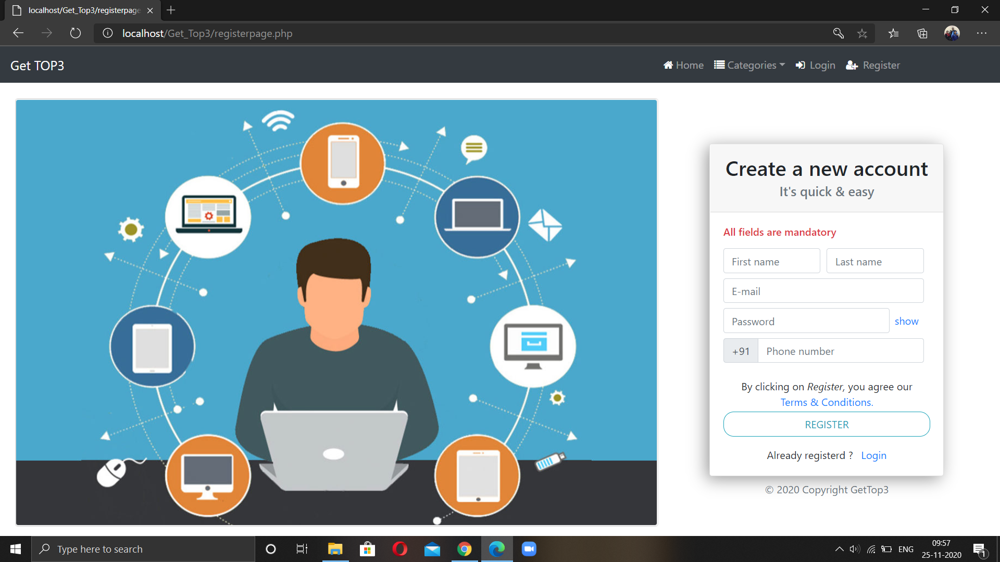 localhost/Get_Top3/registerpage
localhost/Get_Top3/registerpage.php
Get TOP3
Home
Categories
Login
Register
Create a new account
It's quick & easy
All fields are mandatory
First name
Last name
E-mail
Password
show
+91
Phone number
By clicking on Register, you agree our
Terms & Conditions.
REGISTER
Already registerd ? Login
© 2020 Copyright GetTop3
Type here to search
ENG
09:57
25-11-2020
1